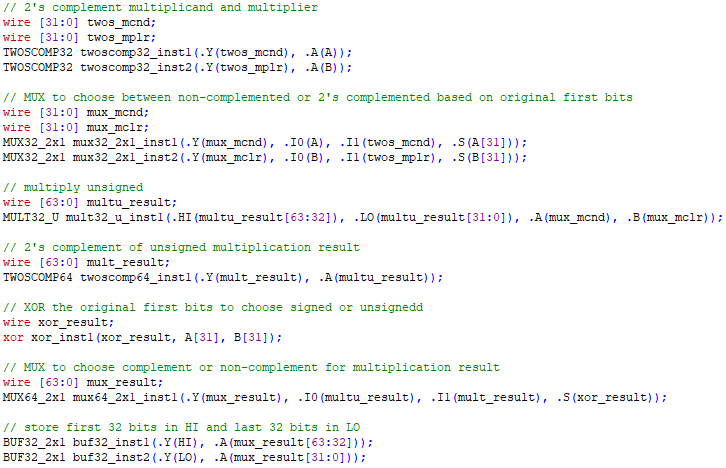 // 2's complement multiplicand and multiplier
wire [31:0] twos_mcnd;
wire [31:0] twos_mplr;
TWOSCOMP32 twoscomp32_inst1(.Y(twos_mcnd), .A(A));
TWOSCOMP32 twoscomp32_inst2(.Y(twos_mplr), .A(B));
// MUX to choose between non-complemented or 2's complemented based on original first bits
wire [31:0] mux_mcnd;
wire [31:0] mux_mclr;
MUX32_2x1 mux32_2x1_inst1(.Y(mux_mcnd), .I0(A), .I1(twos_mcnd), .S(A[31]));
MUX32_2x1 mux32_2x1_inst2(.Y(mux_mclr), .I0(B), .I1(twos_mplr), .S(B[31]));
// multiply unsigned
wire [63:0] multu_result;
MULT32_U mult32_u_inst1(.HI(multu_result[63:32]), .LO(multu_result[31:0]), .A(mux_mcnd), .B(mux_mclr));
// 2's complement of unsigned multiplication result
wire [63:0] mult_result;
TWOSCOMP64 twoscomp64_inst1(.Y(mult_result), .A(multu_result));
// XOR the original first bits to choose signed or unsignedd
wire xor_result;
xor xor_inst1(xor_result, A[31], B[31]);
// MUX to choose complement or non-complement for multiplication result
wire [63:0] mux_result;
MUX64_2x1 mux64_2x1_inst1(.Y(mux_result), .I0(multu_result), .I1(mult_result), .S(xor_result));
// store first 32 bits in HI and last 32 bits in LO
BUF32_2x1 buf32_inst1(.Y(HI), .A(mux_result[63:32]));
BUF32_2x1 buf32_inst2(.Y(LO), .A(mux_result[31:0]));